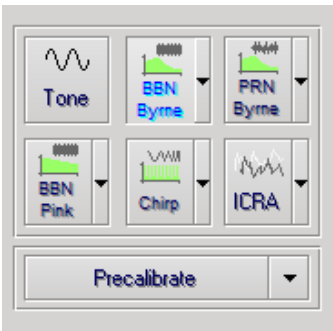 Tone
BBN
Byrne
PRN
Byrne
BBN
Pink
Chirp
ICRA
Precalibrate